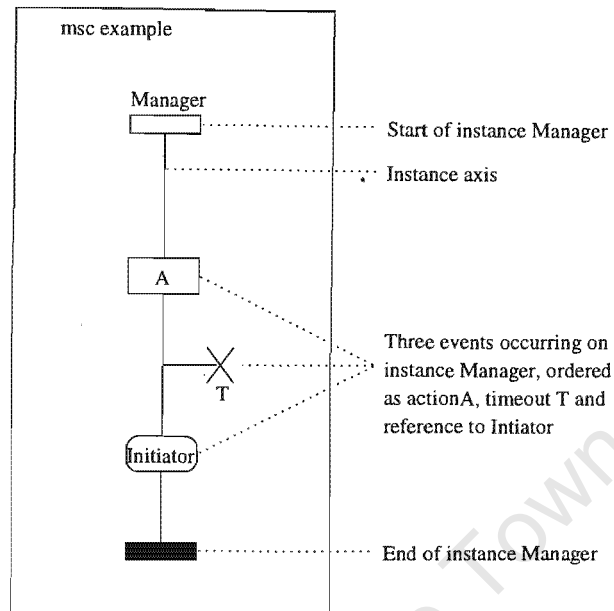 msc example
Manager
Start of instance Manager
Instance axis
A
Three events occurring on
instance Manager, ordered
as actionA, timeout T and
reference to Intiator
T
Initiator
End of instance Manager
Town